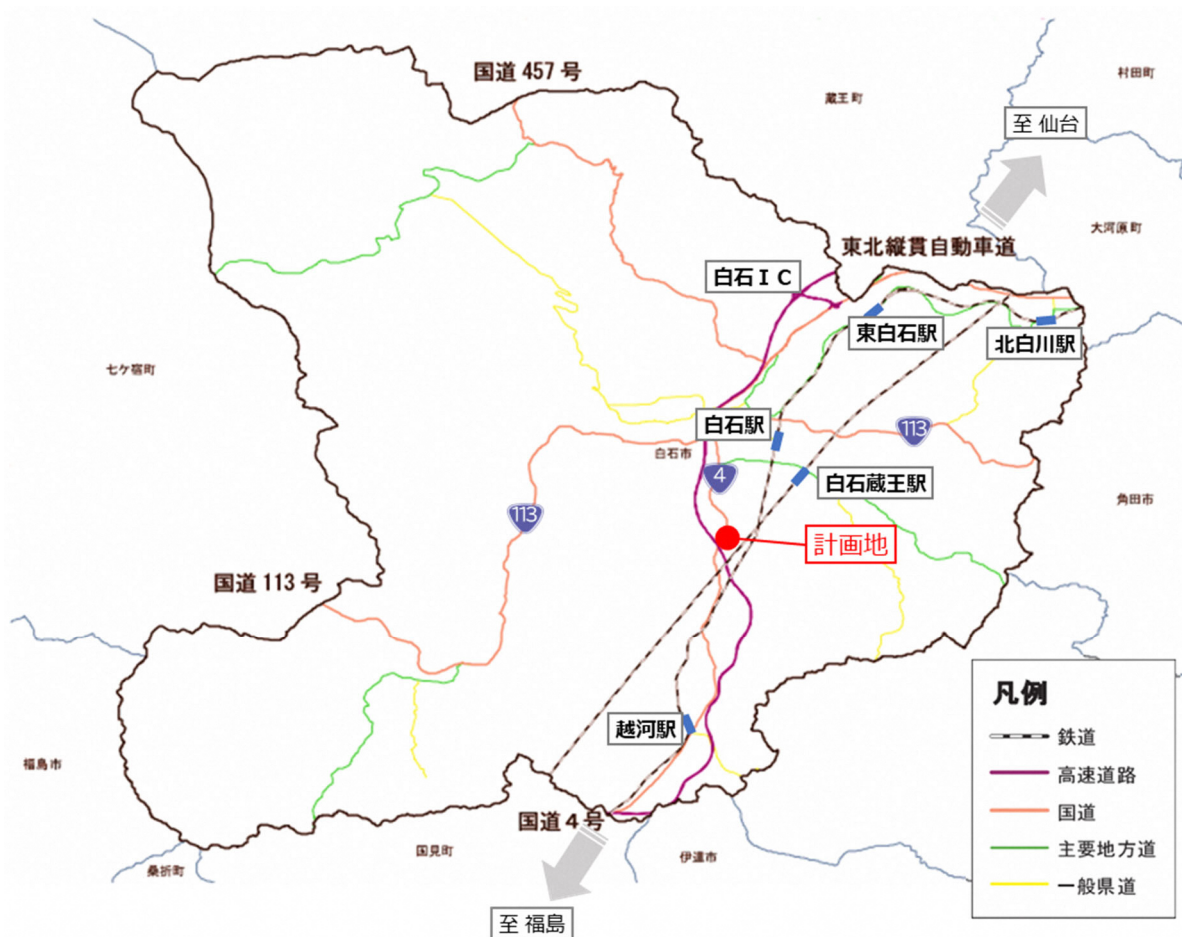 国道 457 号
村田町
蔵王町
至 仙台
大河原町
東北縦貫自動車道
白石ＩＣ
東白石駅
北白川駅
七ケ宿町
白石駅
113
白石市
4
白石蔵王駅
角田市
113
計画地
国道 113 号
凡例
鉄道
高速道路
国道
主要地方道
一般県道
越河駅
福島市
国道４号
国見町
伊達市
桑折町
至 福島